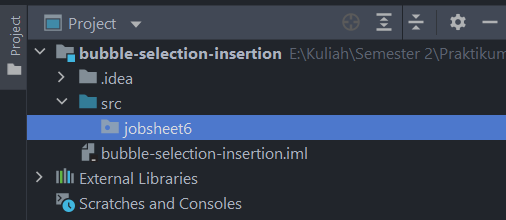 Project
Project
bubble-selection-insertion E:\Kuliah\Semester 2\Praktikum
.idea
src
jobsheet6
bubble-selection-insertion.iml
External Libraries
Scratches and Consoles